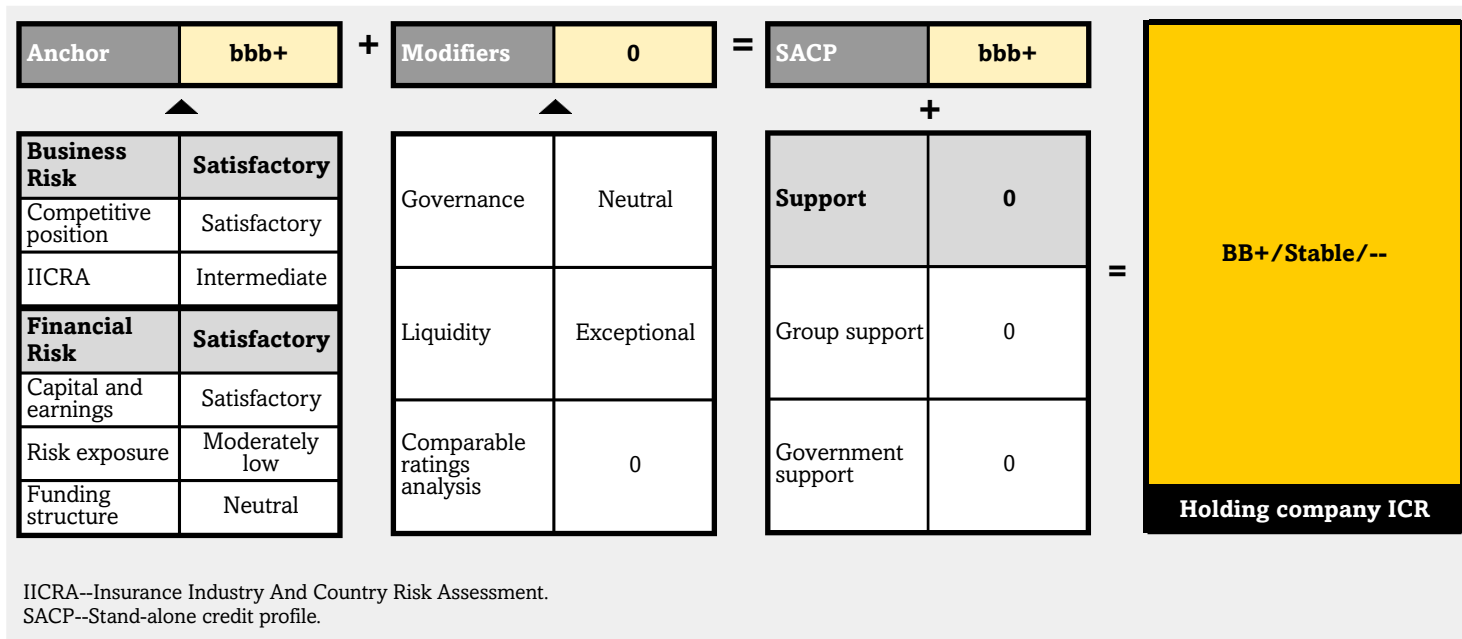 Anchor
bbb+
+
Modifiers
0
=
SACP
bbb+
Business
Risk
Satisfactory
Competitive
position
Satisfactory
IICRA
Intermediate
Financial
Risk
Satisfactory
Capital and
earnings
Satisfactory
Risk exposure
Moderately
low
Funding
structure
Neutral
Governance
Neutral
Liquidity
Exceptional
Comparable
ratings
analysis
0
+
Support
0
Group support
0
Government
support
0
=
BB+/Stable/--
Holding company ICR
IICRA--Insurance Industry And Country Risk Assessment.
SACP--Stand-alone credit profile.